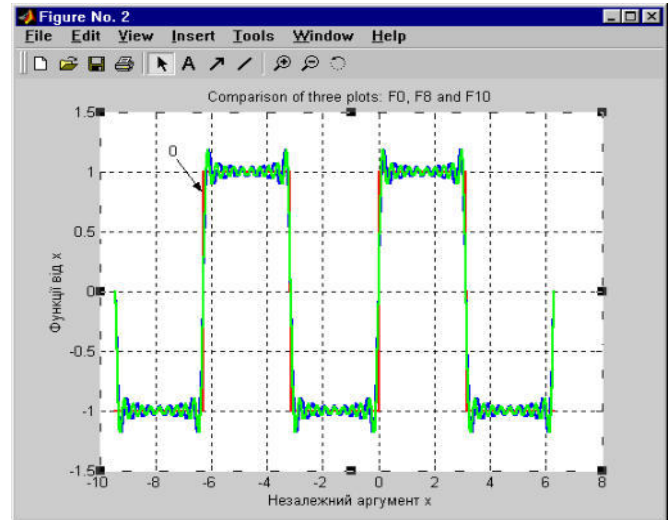 Figure No. 2
File Edit View Insert Tools Window Help
A
Comparison of three plots: F0, F8 and F10
1.5
0
1
0.5
0
-0.5
-1
-1.5
-10 -8 -6 -4 -2 0 2 4 6 8
Функції від x
Незалежний аргумент x